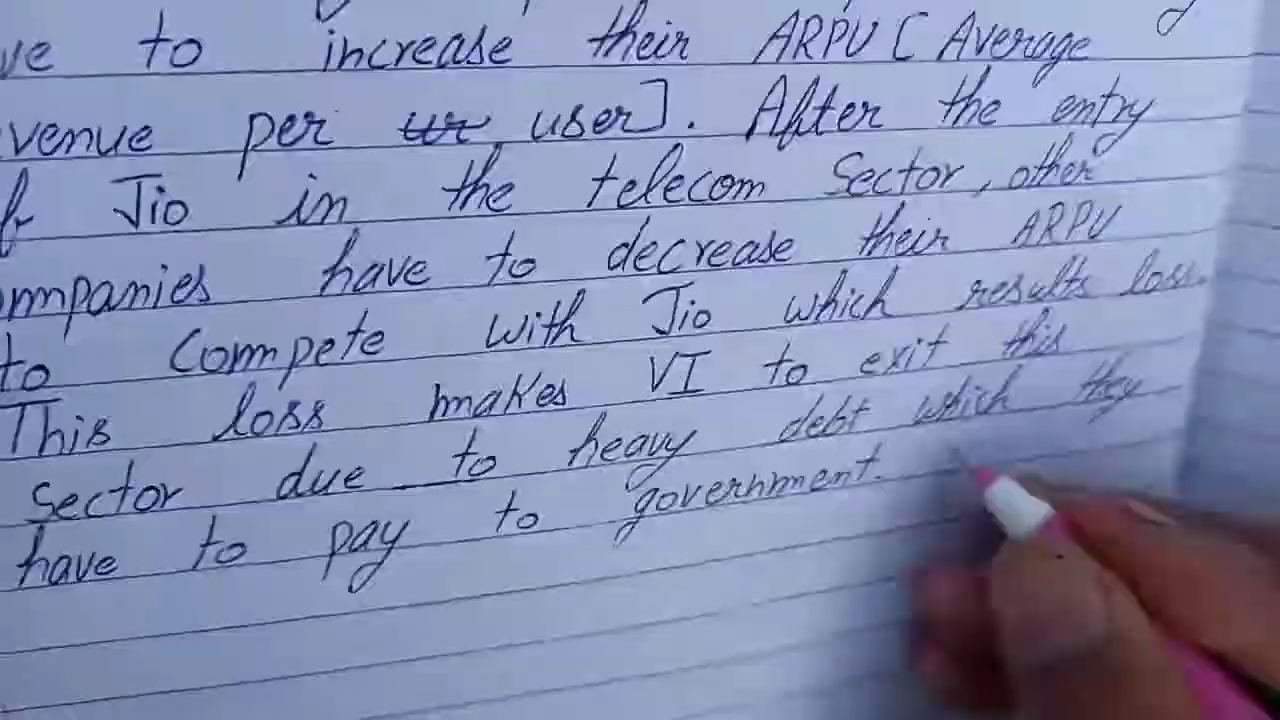 ve to increase their ARPU [ Average
venue per ur user]. After the entry
f Jio in the telecom Sector, other
ompanies have to decrease their ARPU
to Compete with Jio which results loss.
This loss makes VI to exit this
Sector due to heavy debt which they
have to pay to government.